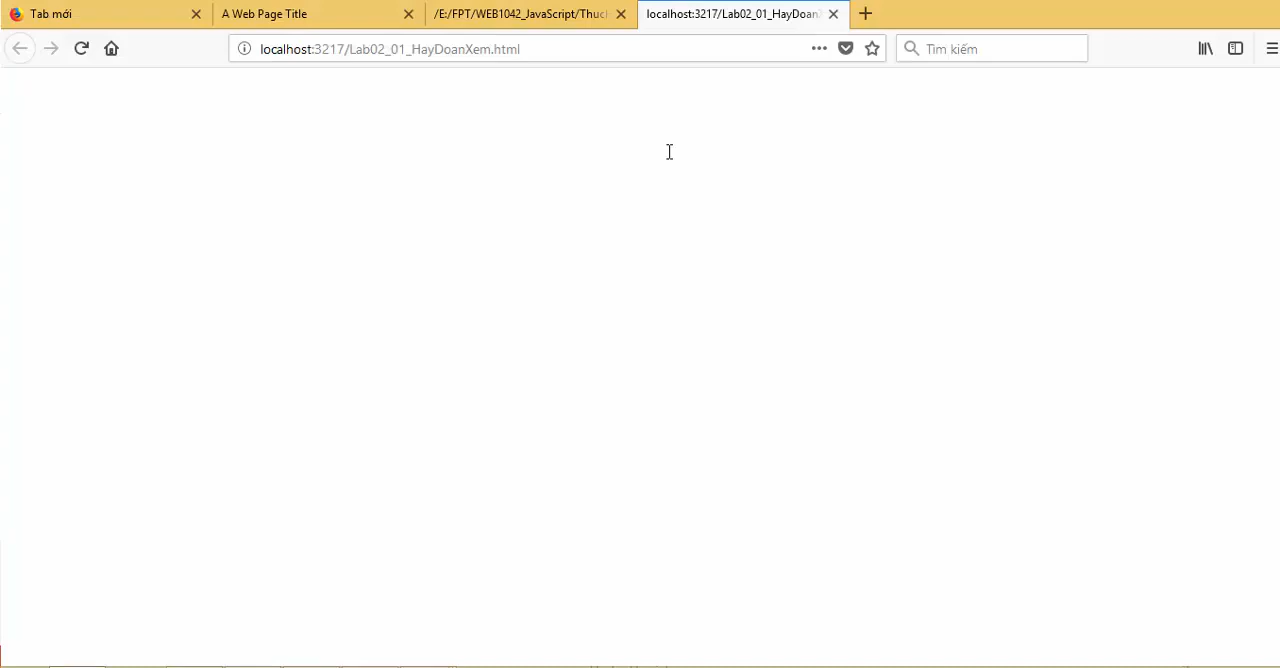 Tab mới
A Web Page Title
/E:/FPT/WEB1042_JavaScript/Thuc
localhost:3217/Lab02_01_HayDoan
localhost:3217/Lab02_01_HayDoanXem.html
Tìm kiếm